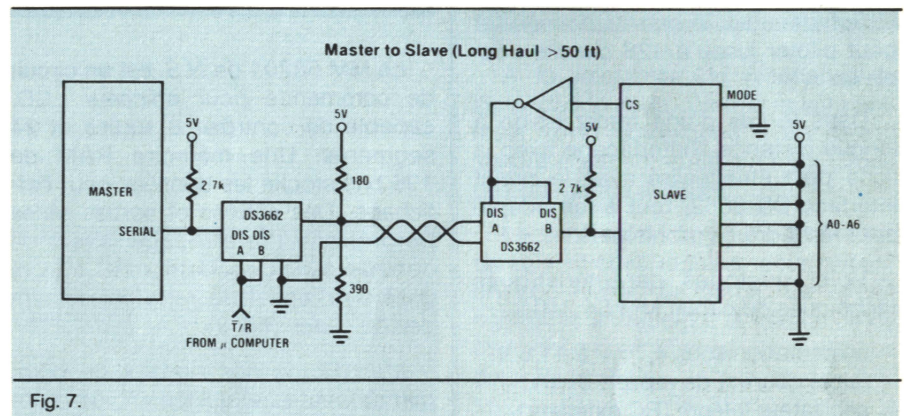 Master to Slave (Long Haul > 50 ft)
MASTER
SERIAL
5V
2.7k
DS3662
DIS DIS
A B
T̅/R
FROM μ COMPUTER
5V
180
390
DIS
A
DIS
B
DS3662
5V
2 7k
CS
SLAVE
MODE
5V
A0-A6
Fig. 7.